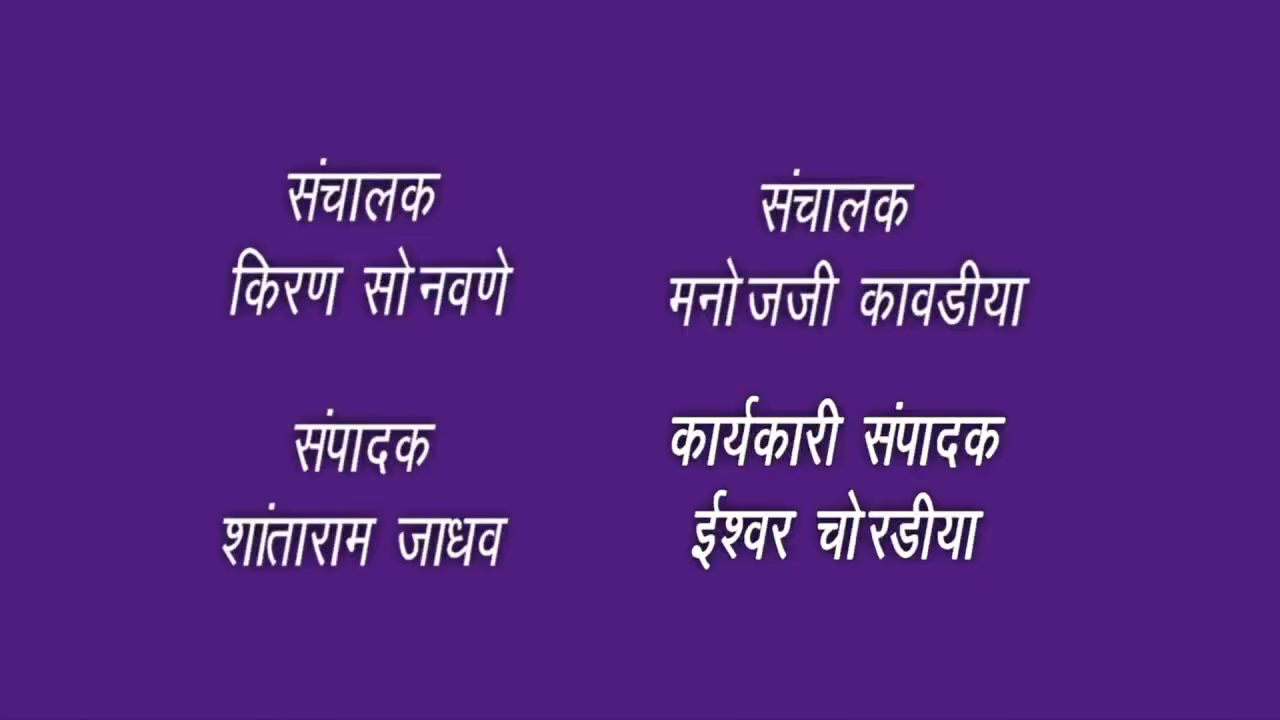 संचालक
किरण सोनवणे
संचालक
मनोजजी कावडीया
संपादक
शांताराम जाधव
कार्यकारी संपादक
ईश्वर चोरडीया